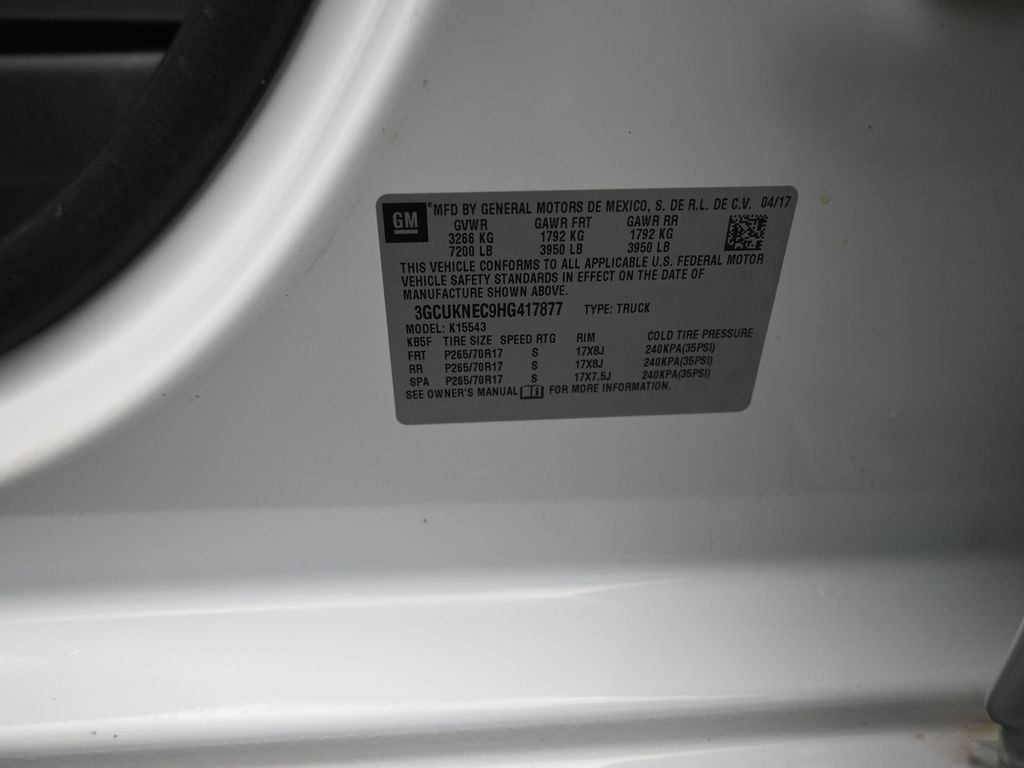 GM *MFD BY GENERAL MOTORS DE MEXICO, S. DE R.L. DE C.V. 04/17
GVWR GAWR FRT GAWR RR
3266 KG 1792 KG 1792 KG
7200 LB 3950 LB 3950 LB
THIS VEHICLE CONFORMS TO ALL APPLICABLE U.S. FEDERAL MOTOR
VEHICLE SAFETY STANDARDS IN EFFECT ON THE DATE OF
MANUFACTURE SHOWN ABOVE.
3GCUKNEC9HG417877 TYPE: TRUCK
MODEL: K15543
KB5F TIRE SIZE SPEED RTG RIM COLD TIRE PRESSURE
FRT P265/70R17 S 17X8J 240KPA(35PSI)
RR P265/70R17 S 17X8J 240KPA(35PSI)
SPA P265/70R17 S 17X7.5J 240KPA(35PSI)
SEE OWNER'S MANUAL FOR MORE INFORMATION.